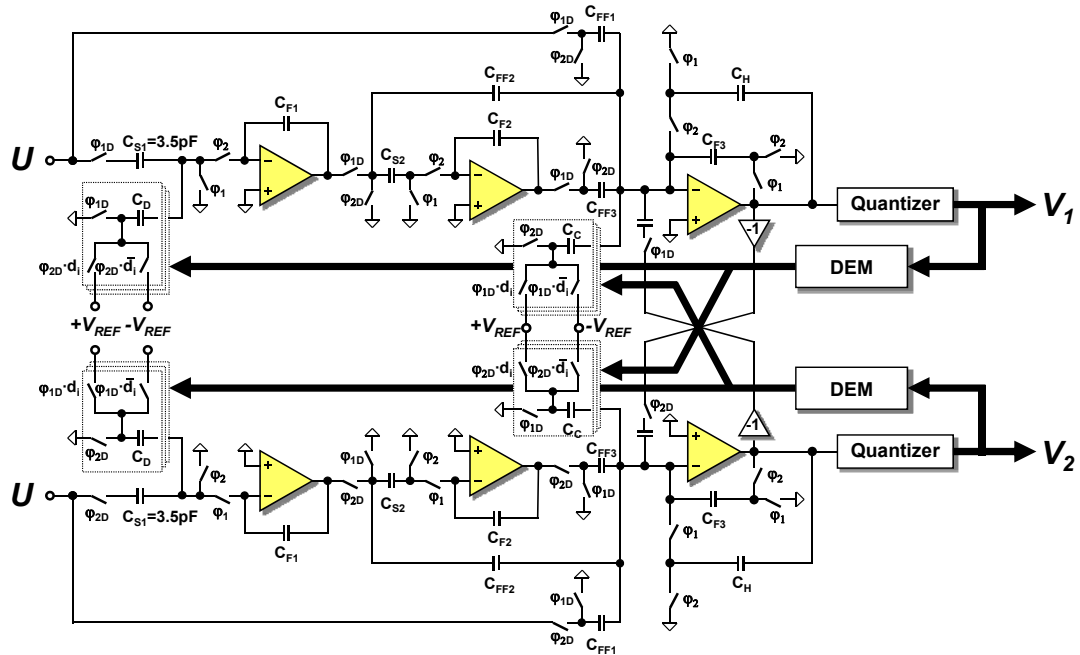 φ1D CFF1
φ2D
φ1
CH
CFF2
CF1
CF2
φ2
CF3
φ2
U
φ1D
CS1=3.5pF
φ2
φ1
−
+
φ1D
CS2
φ2
φ2D
φ1
−
+
φ1D
φ2D
CFF3
−
+
φ1
Quantizer
V1
φ1D
CD
φ2D
CC
φ1D
-1
DEM
φ2D·di
φ2D·d̄i
φ1D·di
φ1D·d̄i
+VREF
-VREF
+VREF
-VREF
φ1D·di
φ1D·d̄i
φ2D·di
φ2D·d̄i
DEM
φ2D
CD
φ1D
CC
φ2D
-1
U
φ2D
CS1=3.5pF
φ2
φ1
+
−
φ1D
φ2D
CS2
φ2
φ1
+
−
φ2D
CFF3
φ1D
+
−
Quantizer
V2
φ2
CF3
φ1
CF1
CF2
φ1
CFF2
CH
φ1D
φ2
φ2D
CFF1